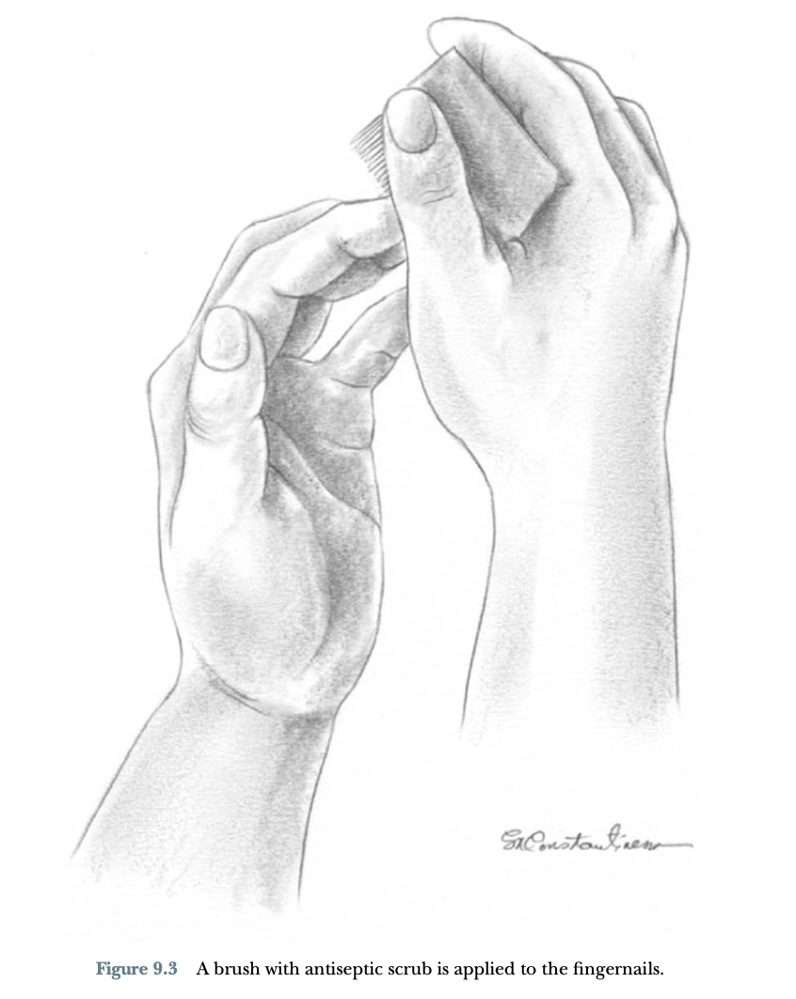 Figure 9.3 A brush with antiseptic scrub is applied to the fingernails.